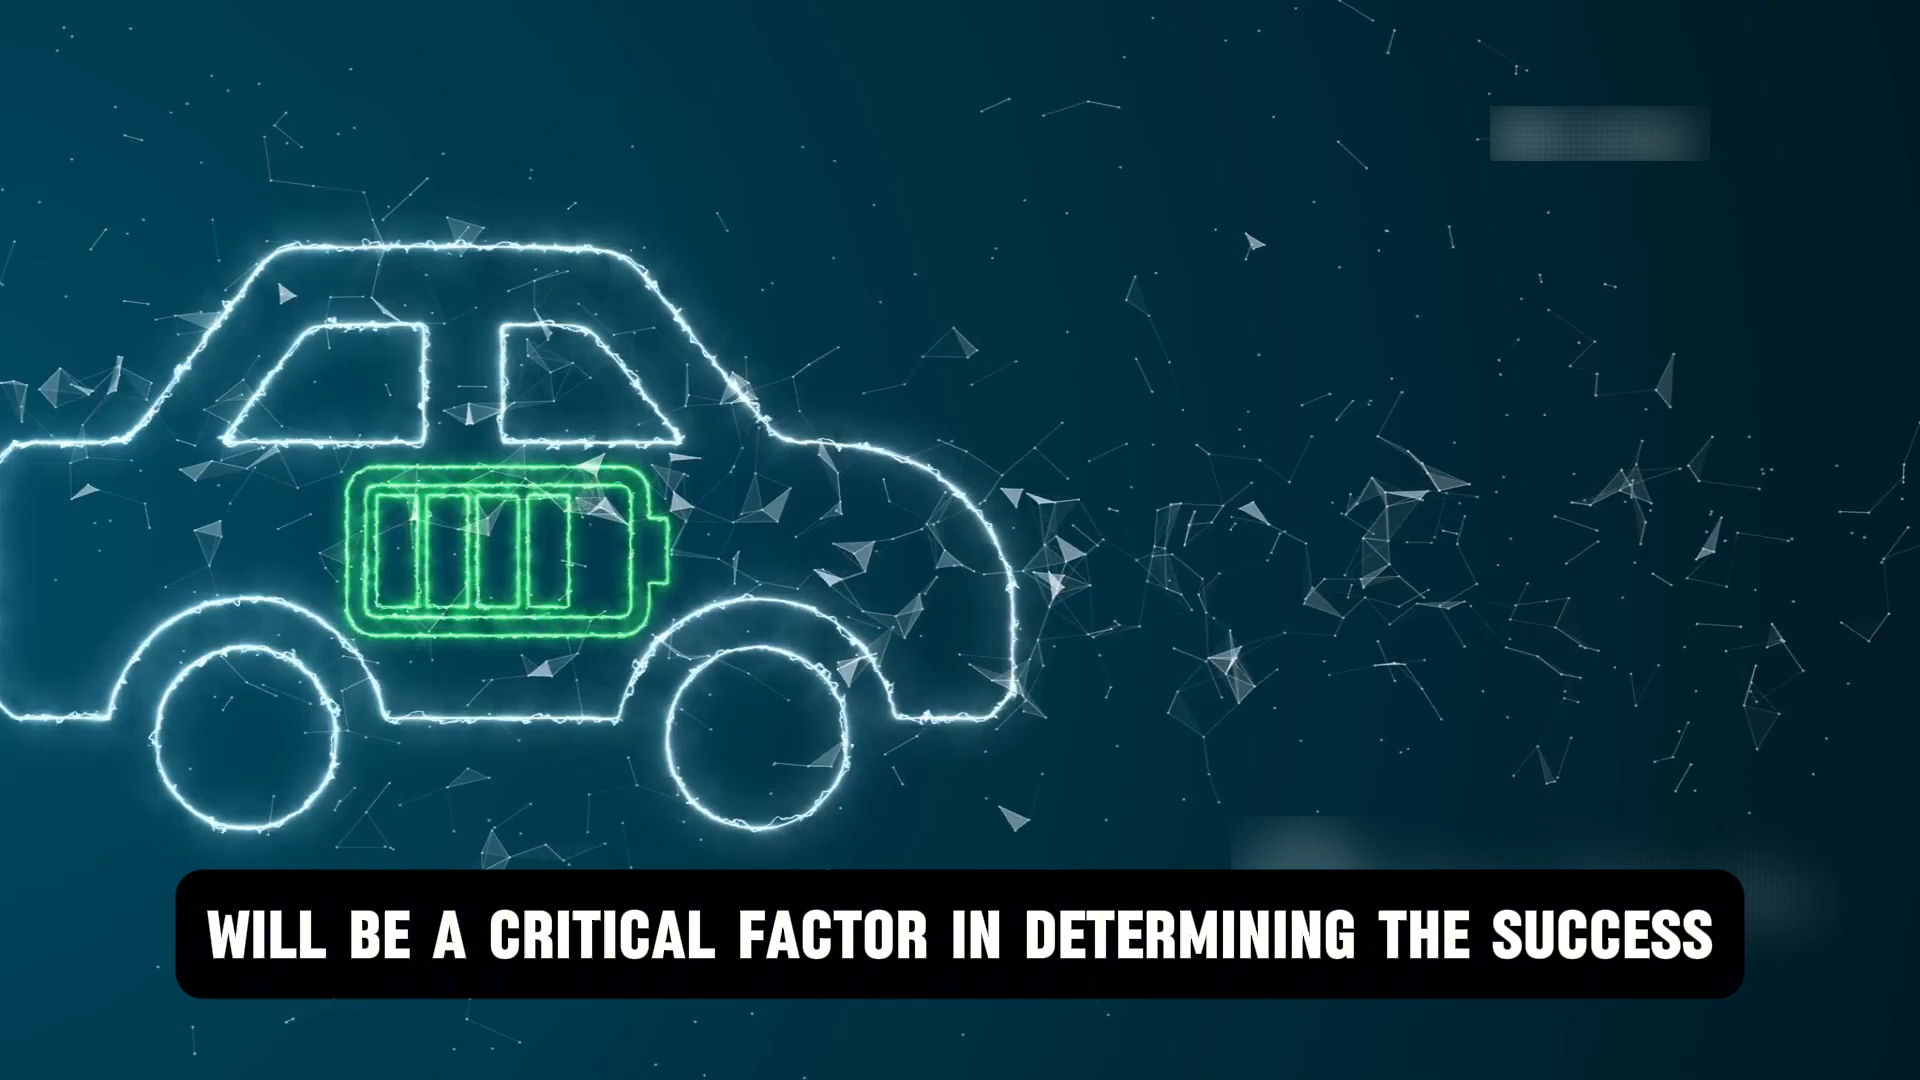 WILL BE A CRITICAL FACTOR IN DETERMINING THE SUCCESS